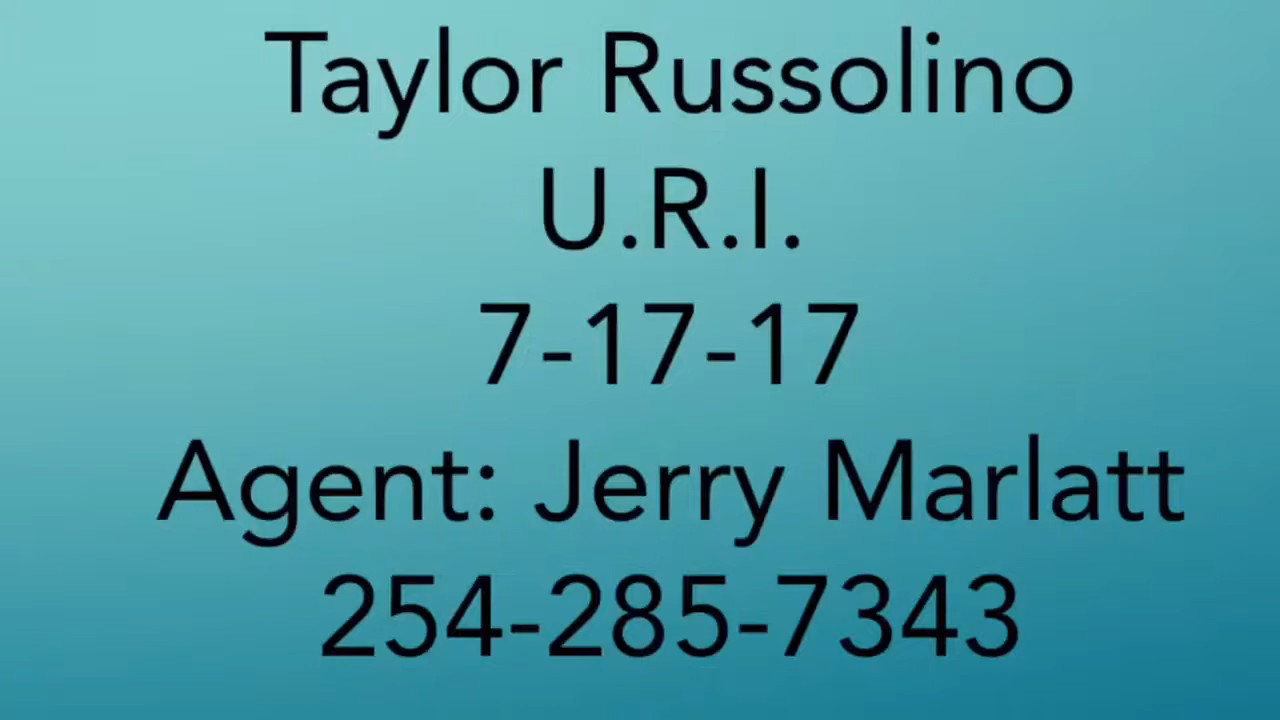 Taylor Russolino
U.R.I.
7-17-17
Agent: Jerry Marlatt
254-285-7343